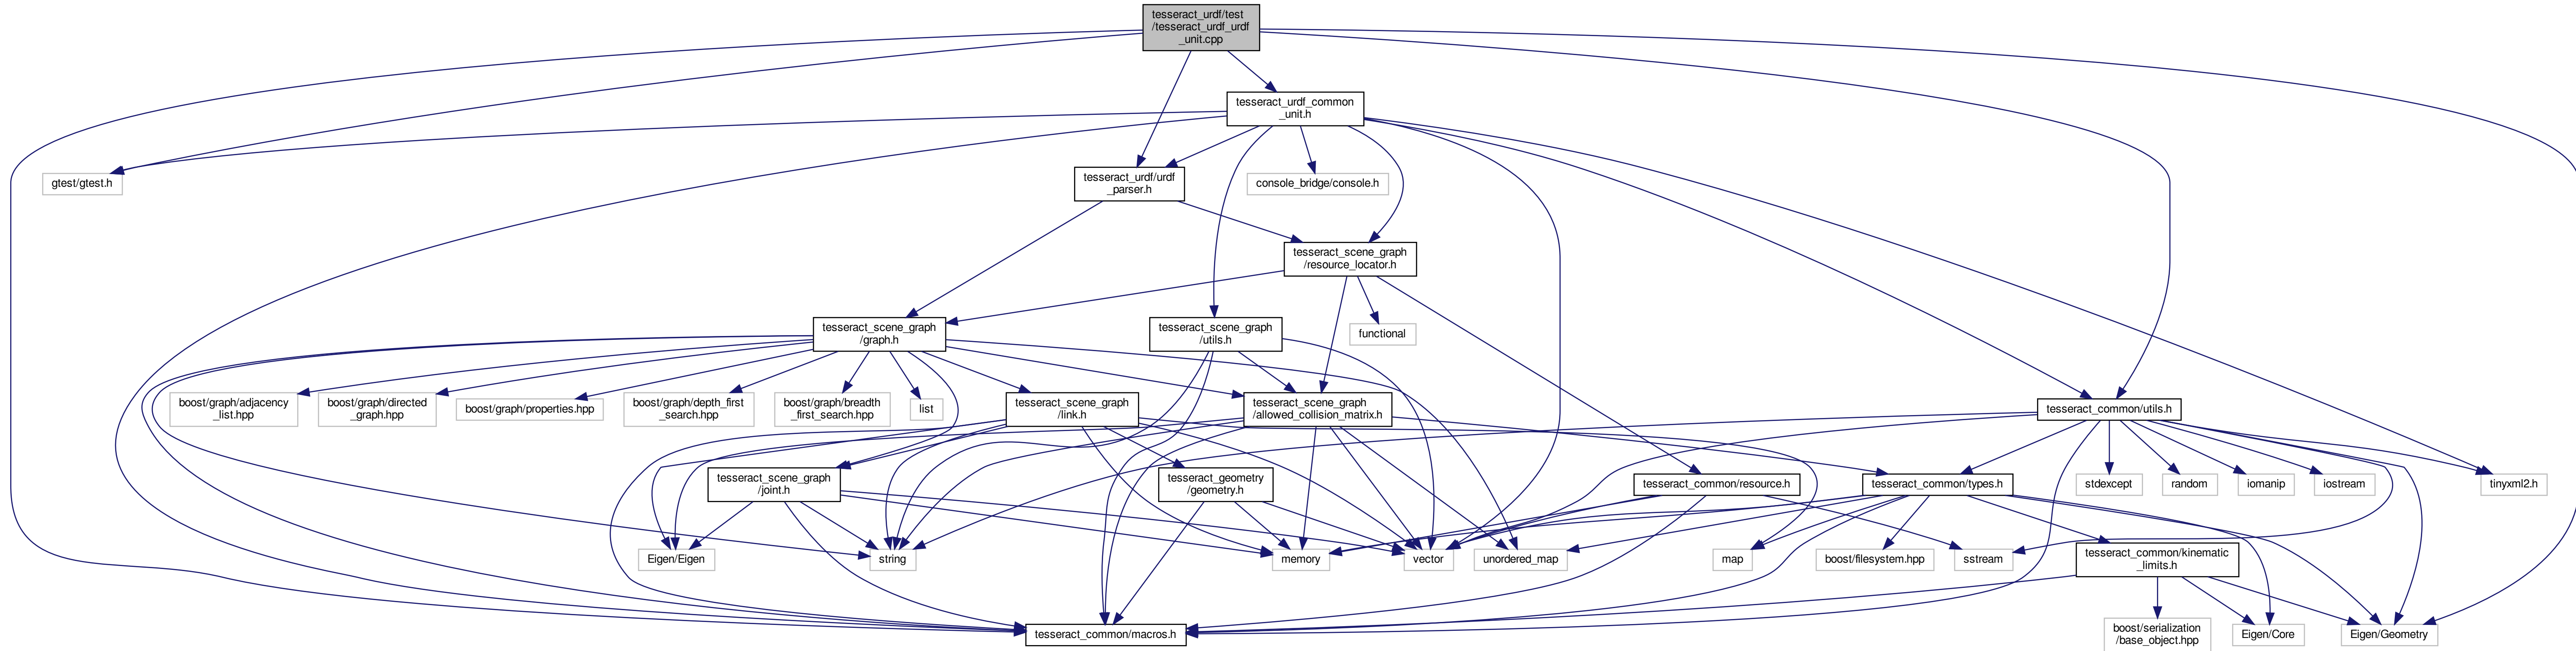 tesseract_urdf/test
/tesseract_urdf_urdf
_unit.cpp
tesseract_urdf_common
_unit.h
gtest/gtest.h
tesseract_urdf/urdf
_parser.h
console_bridge/console.h
tesseract_scene_graph
/resource_locator.h
tesseract_scene_graph
/graph.h
tesseract_scene_graph
/utils.h
functional
boost/graph/adjacency
_list.hpp
boost/graph/directed
_graph.hpp
boost/graph/properties.hpp
boost/graph/depth_first
_search.hpp
boost/graph/breadth
_first_search.hpp
list
tesseract_scene_graph
/link.h
tesseract_scene_graph
/allowed_collision_matrix.h
tesseract_common/utils.h
tesseract_scene_graph
/joint.h
tesseract_geometry
/geometry.h
tesseract_common/resource.h
tesseract_common/types.h
stdexcept
random
iomanip
iostream
tinyxml2.h
Eigen/Eigen
string
memory
vector
unordered_map
map
boost/filesystem.hpp
sstream
tesseract_common/kinematic
_limits.h
tesseract_common/macros.h
boost/serialization
/base_object.hpp
Eigen/Core
Eigen/Geometry